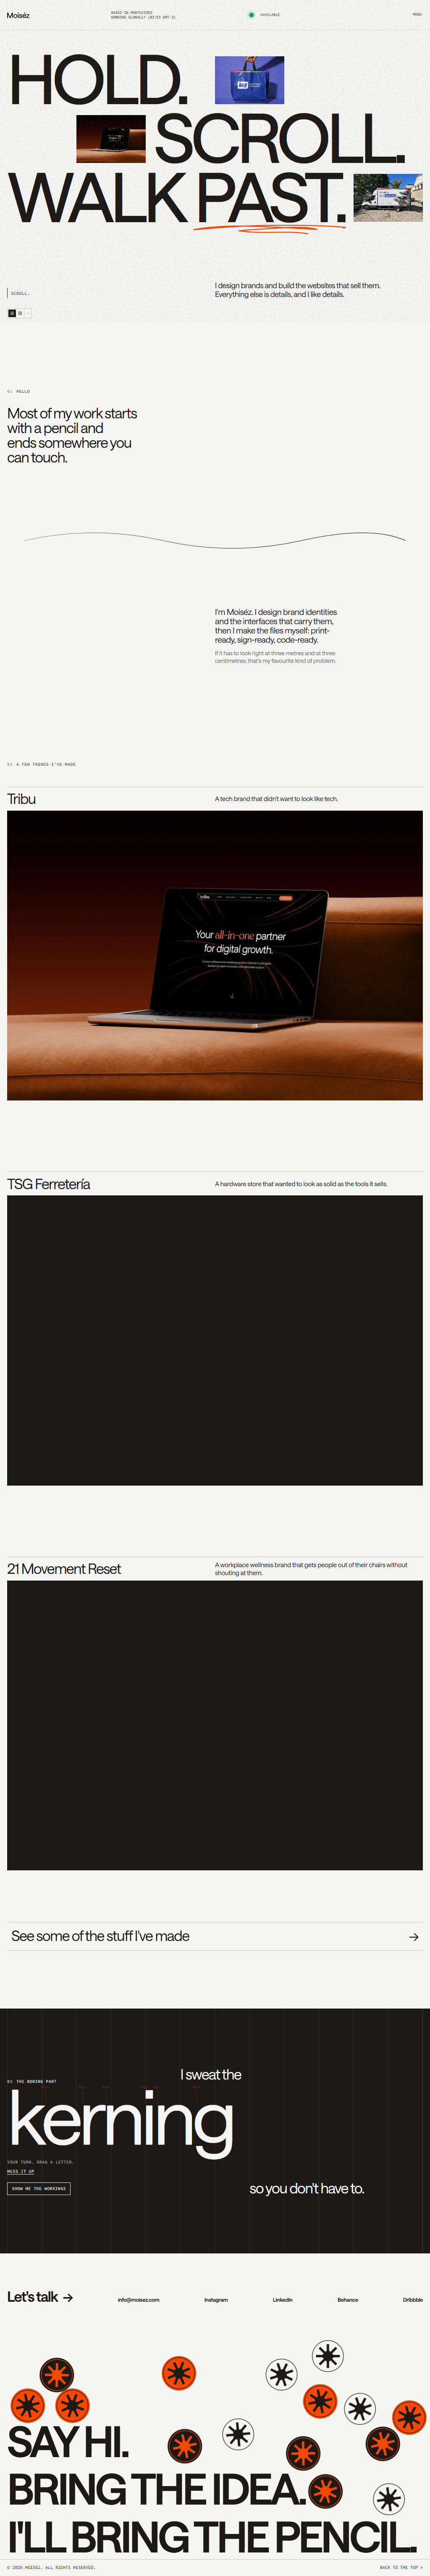 Moiséz
BASED IN MONTEVIDEO
WORKING GLOBALLY (03:53 GMT-3)
AVAILABLE
MENU
HOLD.
SCROLL.
WALK PAST.
SCROLL.
I design brands and build the websites that sell them.
Everything else is details, and I like details.
01 HELLO
Most of my work starts
with a pencil and
ends somewhere you
can touch.
I'm Moiséz. I design brand identities
and the interfaces that carry them,
then I make the files myself: print-
ready, sign-ready, code-ready.
If it has to look right at three metres and at three
centimetres, that's my favourite kind of problem.
02 A FEW THINGS I'VE MADE
Tribu
A tech brand that didn't want to look like tech.
tribu
Your all-in-one partner
for digital growth.
TSG Ferretería
A hardware store that wanted to look as solid as the tools it sells.
21 Movement Reset
A workplace wellness brand that gets people out of their chairs without
shouting at them.
See some of the stuff I've made
I sweat the
03 THE BORING PART
kerning
YOUR TURN. DRAG A LETTER.
MESS IT UP
SHOW ME THE WORKINGS
so you don't have to.
Let's talk
info@moisez.com
Instagram
LinkedIn
Behance
Dribbble
SAY HI.
BRING THE IDEA.
I'LL BRING THE PENCIL.
© 2026 MOISÉZ. ALL RIGHTS RESERVED.
BACK TO THE TOP